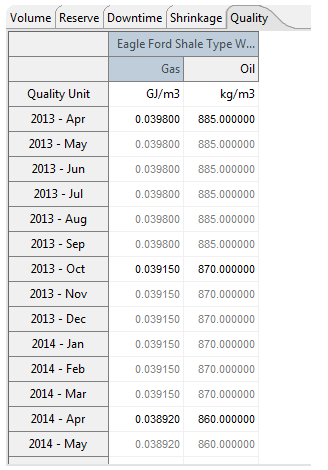 Volume Reserve Downtime Shrinkage Quality
Eagle Ford Shale Type W...
Gas Oil
Quality Unit GJ/m3 kg/m3
2013 - Apr 0.039800 885.000000
2013 - May 0.039800 885.000000
2013 - Jun 0.039800 885.000000
2013 - Jul 0.039800 885.000000
2013 - Aug 0.039800 885.000000
2013 - Sep 0.039800 885.000000
2013 - Oct 0.039150 870.000000
2013 - Nov 0.039150 870.000000
2013 - Dec 0.039150 870.000000
2014 - Jan 0.039150 870.000000
2014 - Feb 0.039150 870.000000
2014 - Mar 0.039150 870.000000
2014 - Apr 0.038920 860.000000
2014 - May 0.038920 860.000000